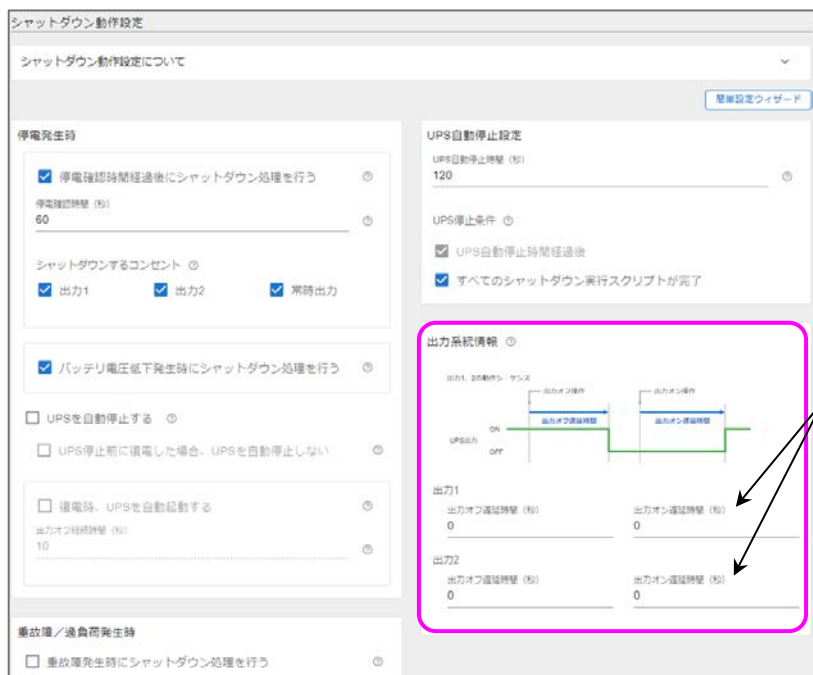 シャットダウン動作設定
シャットダウン動作設定について
簡単設定ウィザード
停電発生時
停電確認時間経過後にシャットダウン処理を行う
停電確認時間（秒）
60
シャットダウンするコンセント
出力1
出力2
常時出力
バッテリ電圧低下発生時にシャットダウン処理を行う
UPSを自動停止する
UPS停止前に復電した場合、UPSを自動停止しない
復電時、UPSを自動起動する
出力オフ継続時間（秒）
10
重故障／過負荷発生時
重故障発生時にシャットダウン処理を行う
UPS自動停止設定
UPS自動停止時間（秒）
120
UPS停止条件
UPS自動停止時間経過後
すべてのシャットダウン実行スクリプトが完了
出力系統情報
出力1、2の動作シーケンス
出力オフ操作
出力オン操作
出力オフ遅延時間
出力オン遅延時間
ON
UPS出力
OFF
出力1
出力オフ遅延時間（秒）
出力オン遅延時間（秒）
0
0
出力2
出力オフ遅延時間（秒）
出力オン遅延時間（秒）
0
0